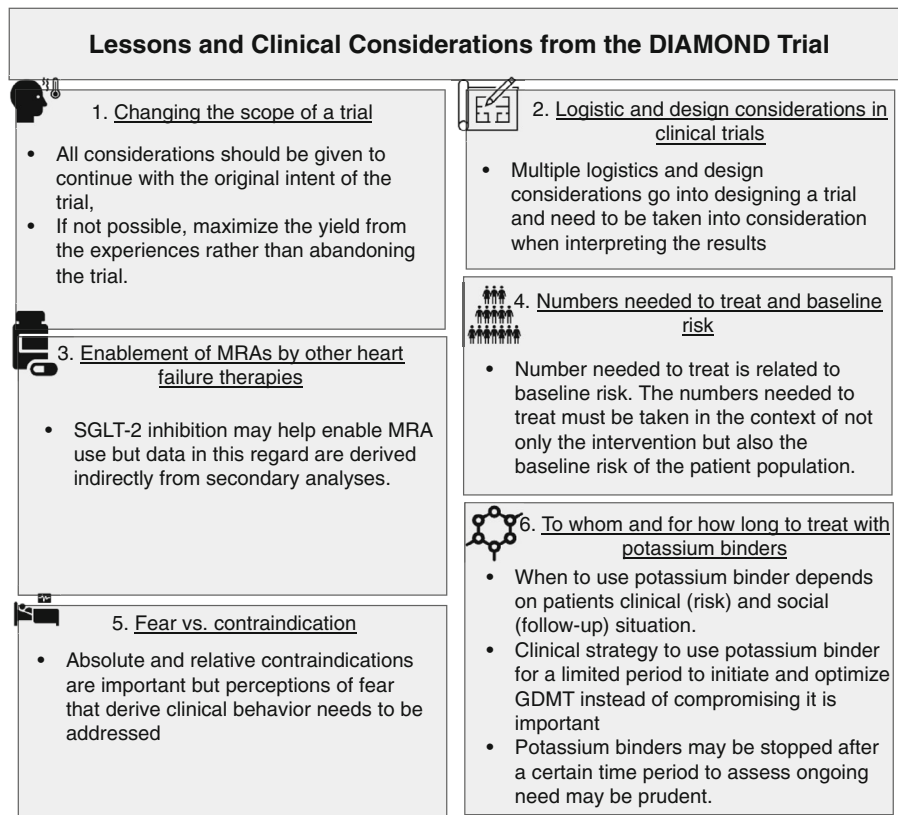 Lessons and Clinical Considerations from the DIAMOND Trial
1. Changing the scope of a trial
• All considerations should be given to
continue with the original intent of the
trial,
• If not possible, maximize the yield from
the experiences rather than abandoning
the trial.
2. Logistic and design considerations in
clinical trials
• Multiple logistics and design
considerations go into designing a trial
and need to be taken into consideration
when interpreting the results
3. Enablement of MRAs by other heart
failure therapies
• SGLT-2 inhibition may help enable MRA
use but data in this regard are derived
indirectly from secondary analyses.
4. Numbers needed to treat and baseline
risk
• Number needed to treat is related to
baseline risk. The numbers needed to
treat must be taken in the context of not
only the intervention but also the
baseline risk of the patient population.
5. Fear vs. contraindication
• Absolute and relative contraindications
are important but perceptions of fear
that derive clinical behavior needs to be
addressed
6. To whom and for how long to treat with
potassium binders
• When to use potassium binder depends
on patients clinical (risk) and social
(follow-up) situation.
• Clinical strategy to use potassium binder
for a limited period to initiate and optimize
GDMT instead of compromising it is
important
• Potassium binders may be stopped after
a certain time period to assess ongoing
need may be prudent.